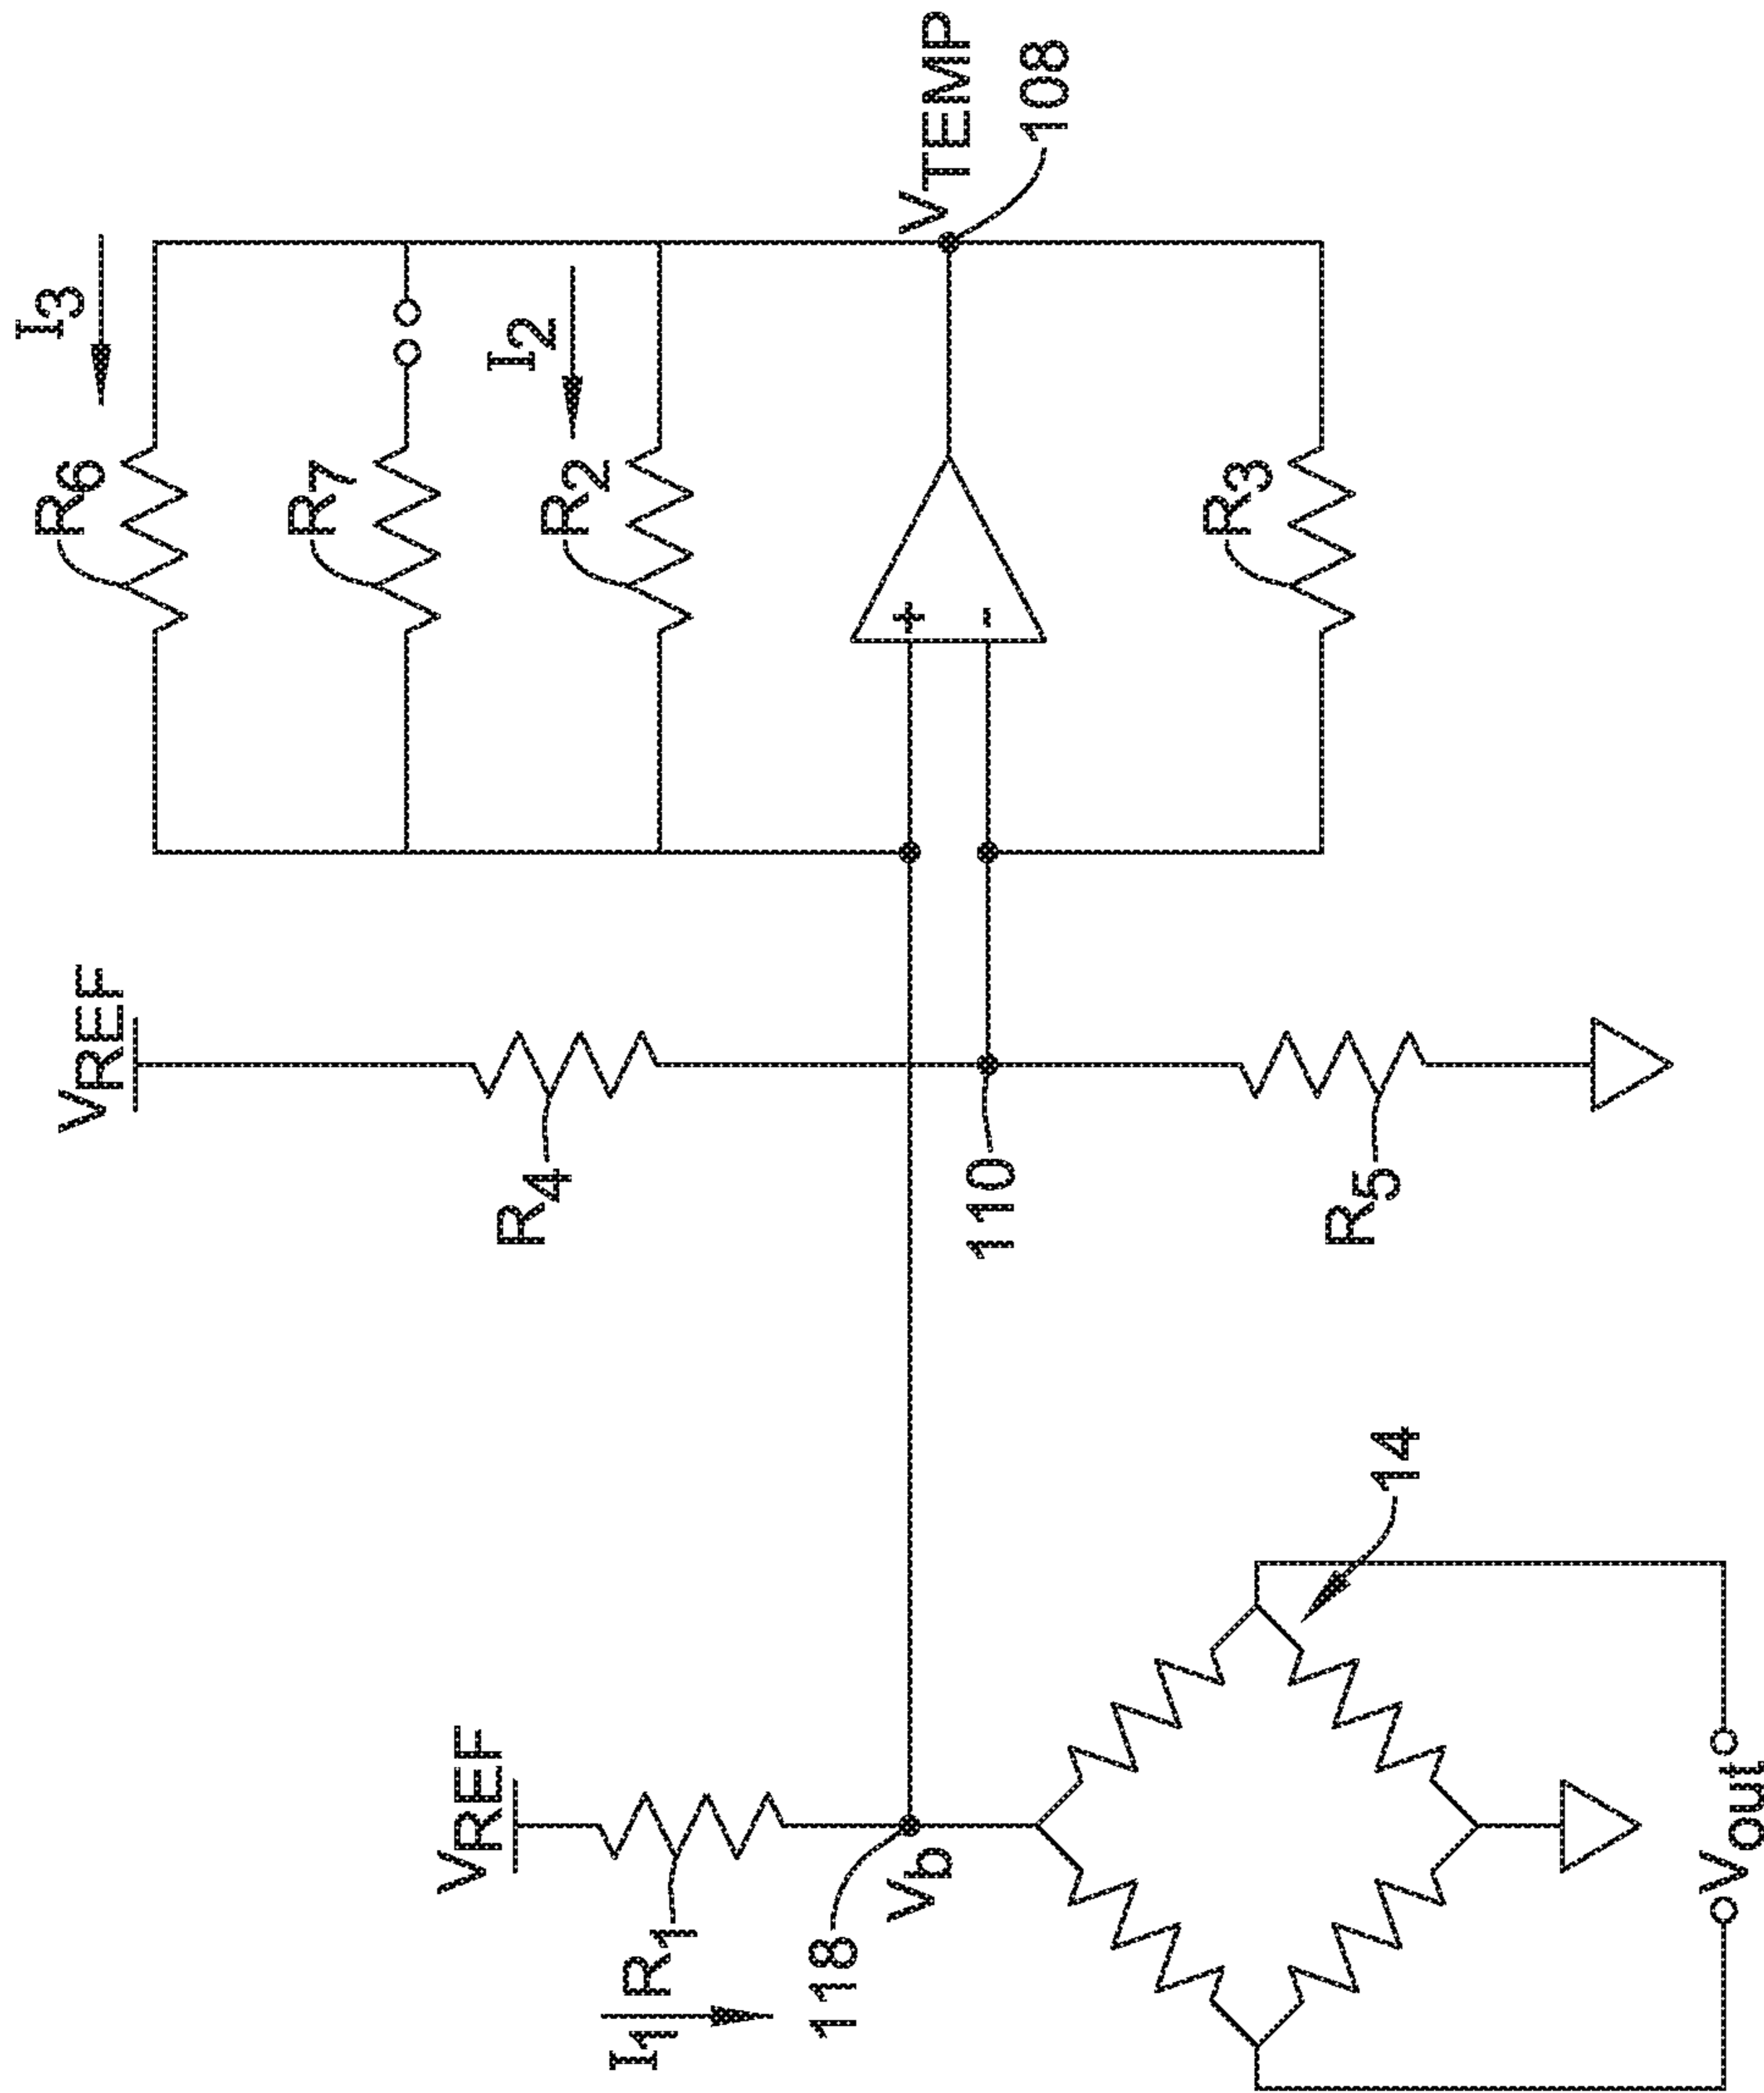 I3
R6
R7
I2
R2
VTEMP
108
+
-
R3
VREF
R4
110
R5
VREF
I1
R1
118
Vb
14
Vout